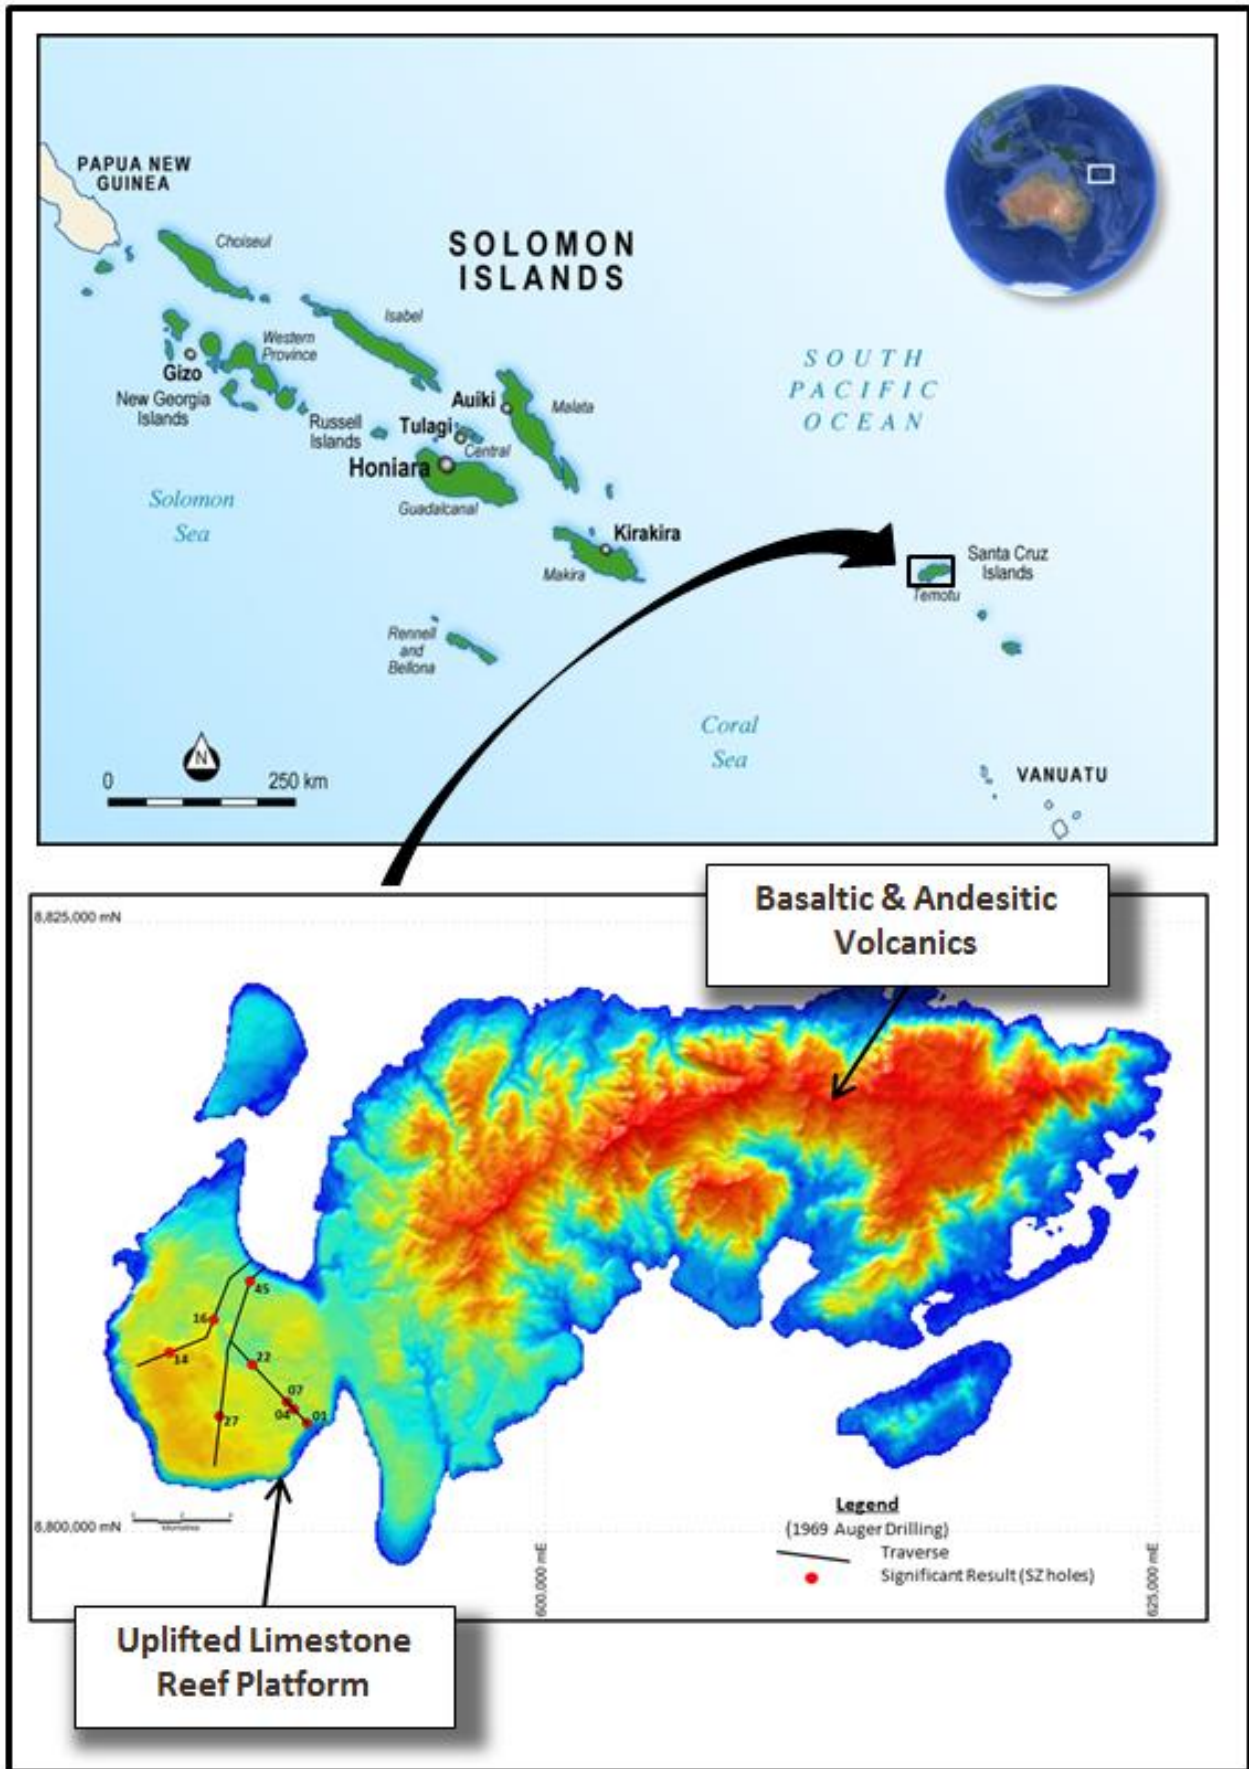 PAPUA NEW
GUINEA
Choiseul
SOLOMON
ISLANDS
Isabel
Western
Province
Gizo
New Georgia
Islands
Russell
Islands
Auiki
Malata
Tulagi
Central
Honiara
Guadalcanal
SOUTH
PACIFIC
OCEAN
Solomon
Sea
Kirakira
Makira
Santa Cruz
Islands
Temotu
Rennell
and
Bellona
Coral
Sea
N
0 250 km
VANUATU
Basaltic & Andesitic
Volcanics
8,825,000 mN
45
16
14
22
07
04
01
27
8,800,000 mN
600,000 mE
625,000 mE
Legend
(1969 Auger Drilling)
Traverse
Significant Result (SZ holes)
Uplifted Limestone
Reef Platform